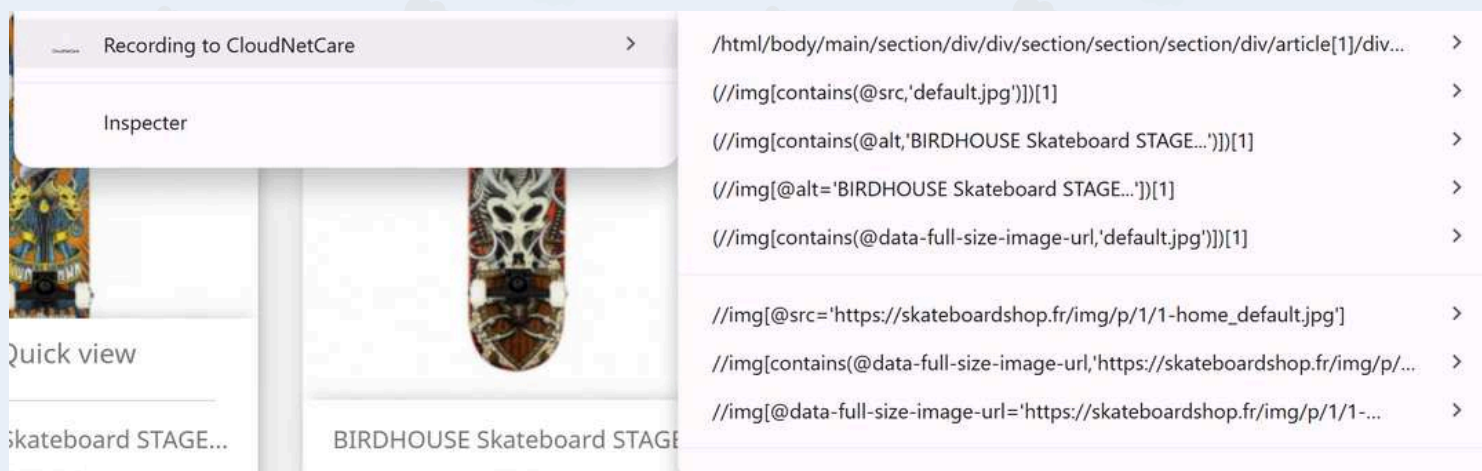 Recording to CloudNetCare
Inspecter
Quick view
Skateboard STAGE...
BIRDHOUSE Skateboard STAGE
/html/body/main/section/div/div/section/section/section/div/article[1]/div...
(//img[contains(@src,'default.jpg')])[1]
(//img[contains(@alt,'BIRDHOUSE Skateboard STAGE...')])[1]
(//img[@alt='BIRDHOUSE Skateboard STAGE...'])[1]
(//img[contains(@data-full-size-image-url,'default.jpg')])[1]
//img[@src='https://skateboardshop.fr/img/p/1/1-home_default.jpg']
//img[contains(@data-full-size-image-url,'https://skateboardshop.fr/img/p/...
//img[@data-full-size-image-url='https://skateboardshop.fr/img/p/1/1-...